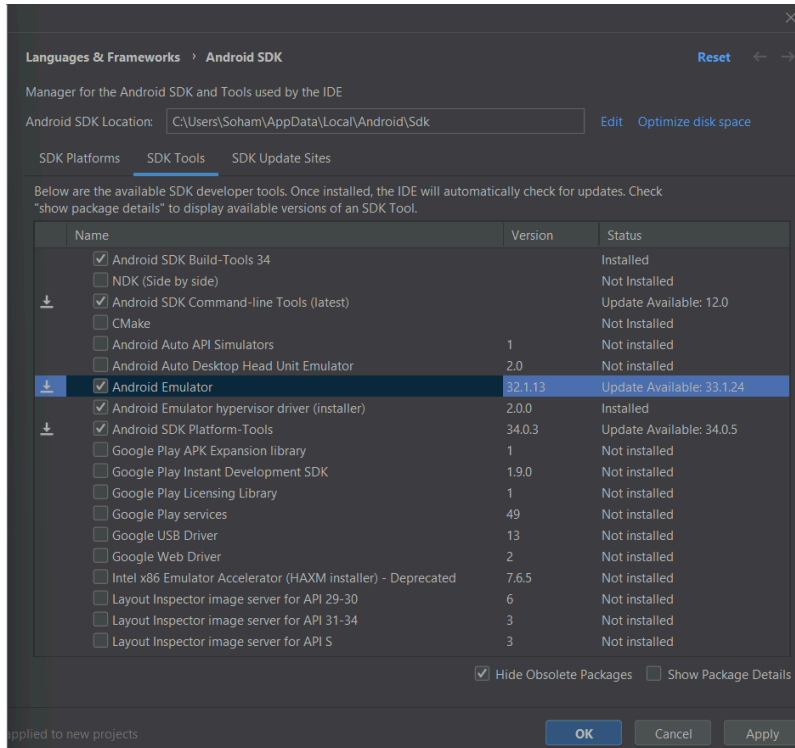 Languages & Frameworks › Android SDK Reset
Manager for the Android SDK and Tools used by the IDE
Android SDK Location: C:\Users\Soham\AppData\Local\Android\Sdk Edit Optimize disk space
SDK Platforms SDK Tools SDK Update Sites
Below are the available SDK developer tools. Once installed, the IDE will automatically check for updates. Check
"show package details" to display available versions of an SDK Tool.
Name Version Status
Android SDK Build-Tools 34 Installed
NDK (Side by side) Not Installed
Android SDK Command-line Tools (latest) Update Available: 12.0
CMake Not Installed
Android Auto API Simulators 1 Not installed
Android Auto Desktop Head Unit Emulator 2.0 Not installed
Android Emulator 32.1.13 Update Available: 33.1.24
Android Emulator hypervisor driver (installer) 2.0.0 Installed
Android SDK Platform-Tools 34.0.3 Update Available: 34.0.5
Google Play APK Expansion library 1 Not installed
Google Play Instant Development SDK 1.9.0 Not installed
Google Play Licensing Library 1 Not installed
Google Play services 49 Not installed
Google USB Driver 13 Not installed
Google Web Driver 2 Not installed
Intel x86 Emulator Accelerator (HAXM installer) - Deprecated 7.6.5 Not installed
Layout Inspector image server for API 29-30 6 Not installed
Layout Inspector image server for API 31-34 3 Not installed
Layout Inspector image server for API S 3 Not installed
Hide Obsolete Packages Show Package Details
applied to new projects OK Cancel Apply